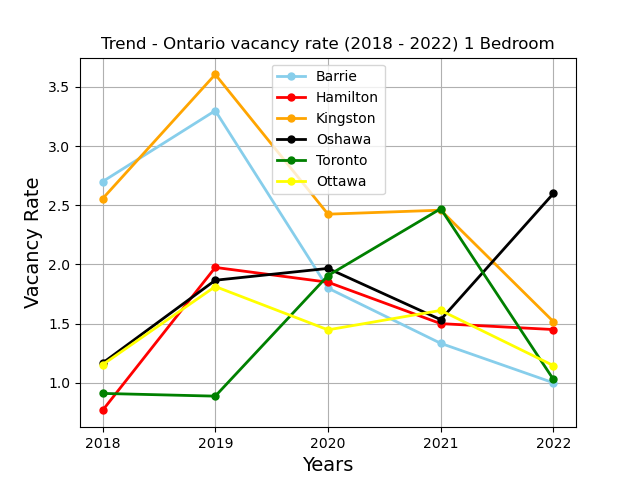 Trend - Ontario vacancy rate (2018 - 2022) 1 Bedroom
Barrie
Hamilton
Kingston
Oshawa
Toronto
Ottawa
Vacancy Rate
3.5
3.0
2.5
2.0
1.5
1.0
2018 2019 2020 2021 2022
Years